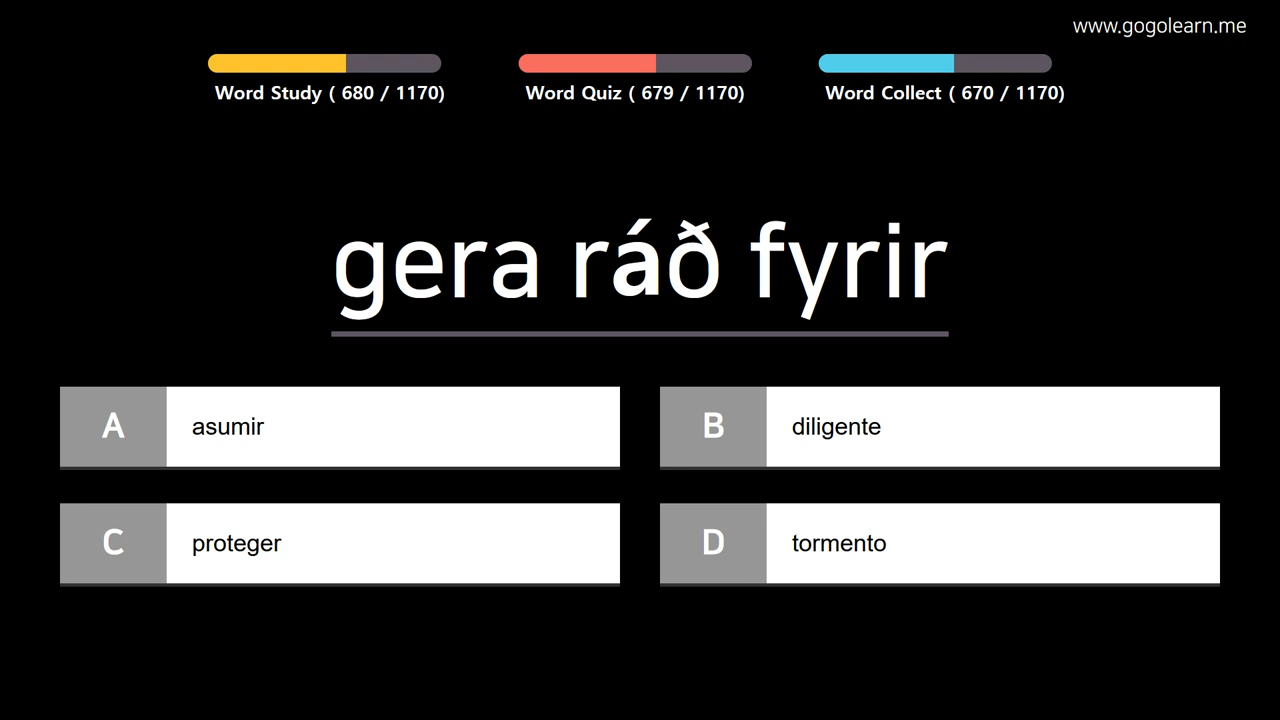 www.gogolearn.me
Word Study ( 680 / 1170)
Word Quiz ( 679 / 1170)
Word Collect ( 670 / 1170)
gera ráð fyrir
A asumir
B diligente
C proteger
D tormento